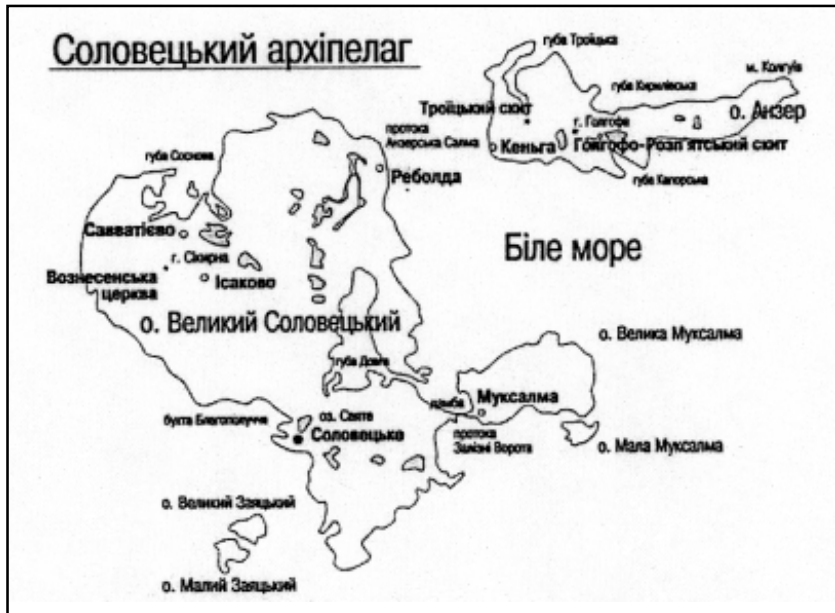 Соловецький архіпелаг
губа Троїцька
м. Колгуїв
губа Кирилівська
о. Анзер
Троїцький скит
г. Голгофа
протока
Анзерська Салма
Кеньга
Голгофо-Розп'ятський скит
губа Соснова
Реболда
губа Капорська
Савватієво
Біле море
г. Сікирна
Вознесенська
церква
Ісаково
о. Великий Соловецький
о. Велика Муксалма
губа Довга
дамба
Муксалма
бухта Благополуччя
оз. Святе
Соловецьке
протока
Залізні Ворота
о. Мала Муксалма
о. Великий Заяцький
о. Малий Заяцький